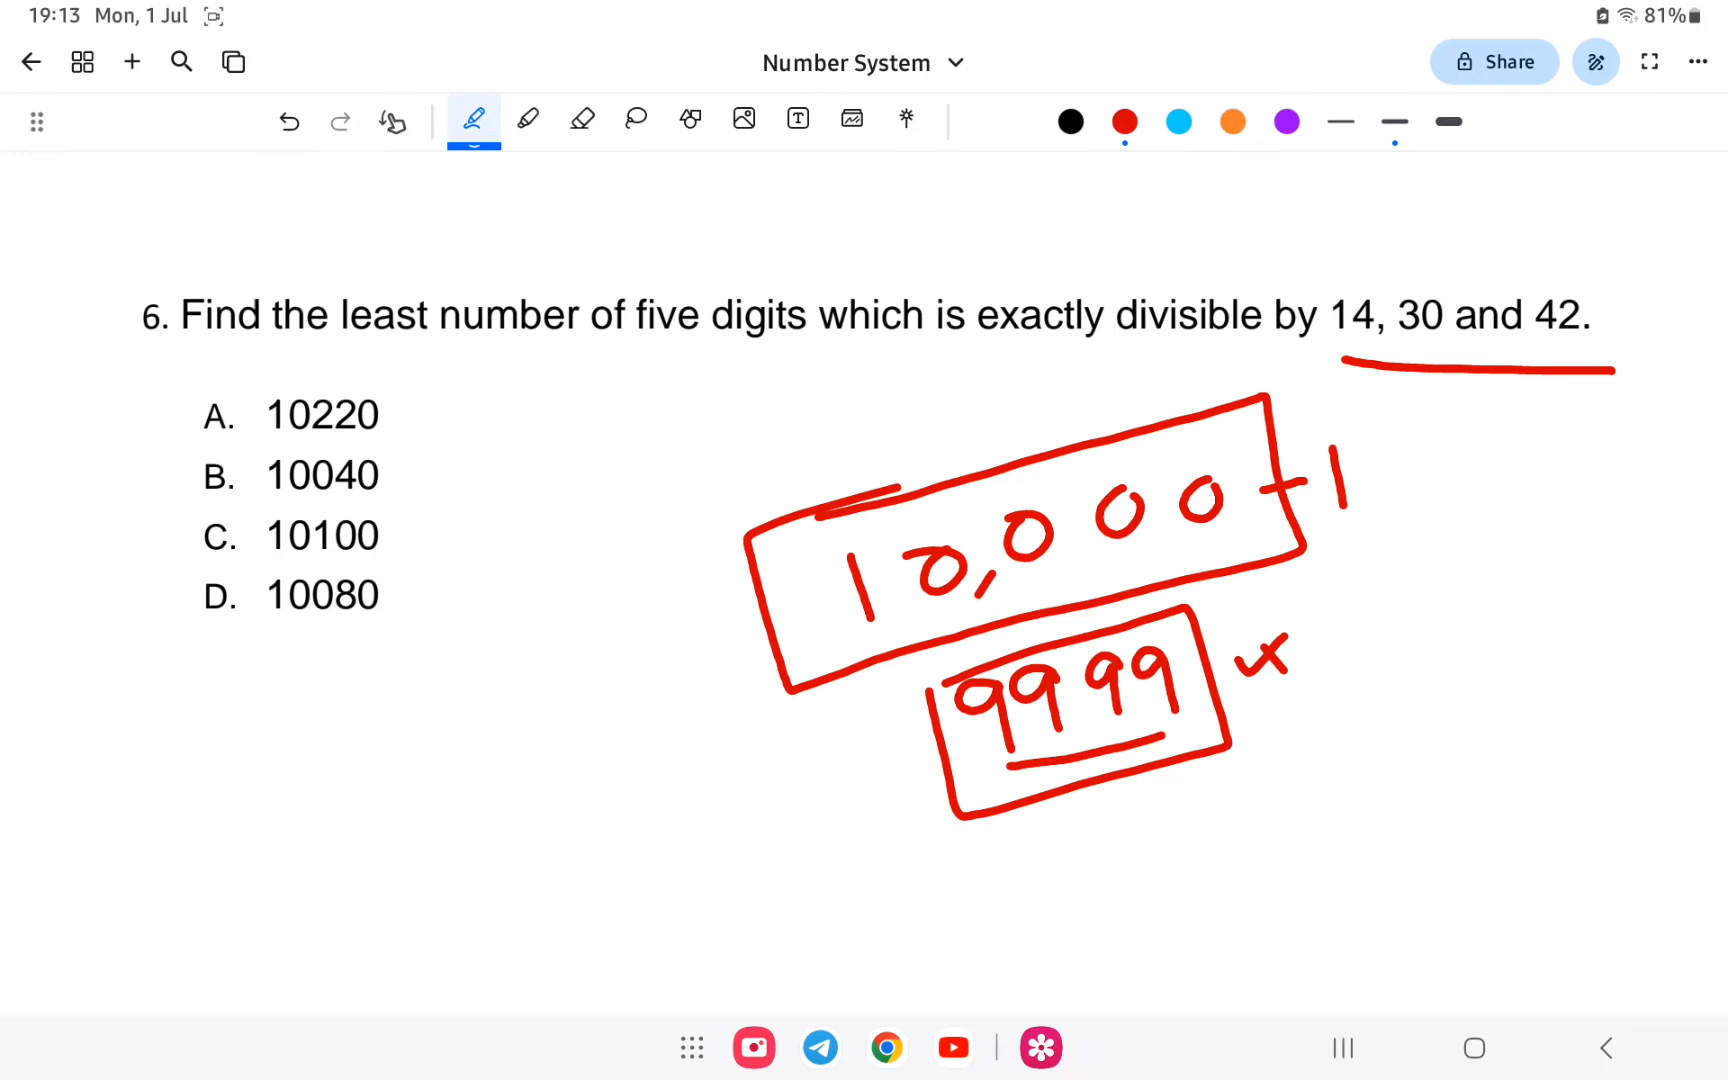 19:13 Mon, 1 Jul
81%
Number System
Share
6. Find the least number of five digits which is exactly divisible by 14, 30 and 42.
A. 10220
B. 10040
C. 10100
D. 10080
10,000 - 1
9999 ×